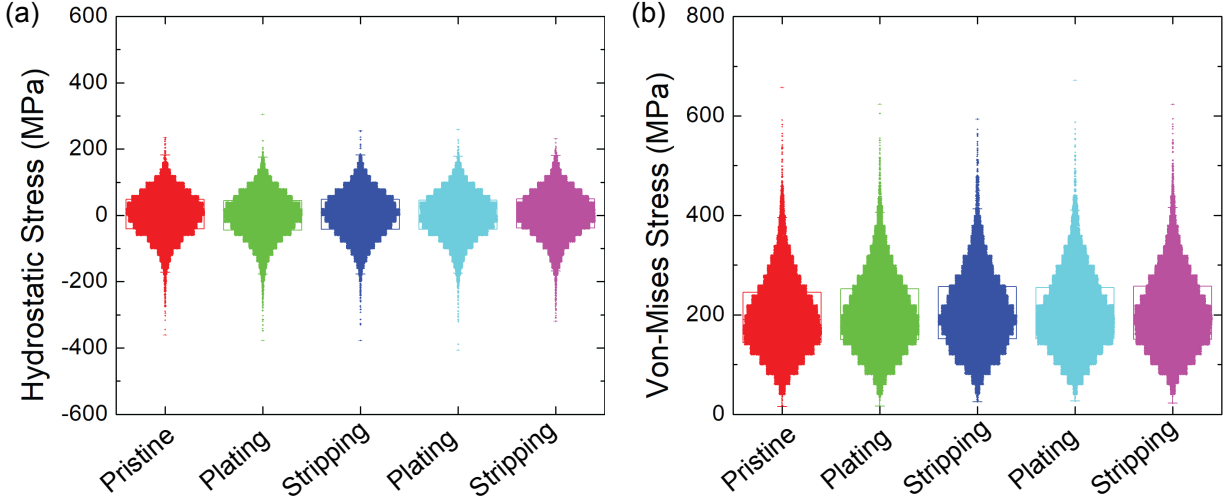 (a)
Hydrostatic Stress (MPa)
600
400
200
0
-200
-400
-600
Pristine
Plating
Stripping
Plating
Stripping
(b)
Von-Mises Stress (MPa)
800
600
400
200
0
Pristine
Plating
Stripping
Plating
Stripping